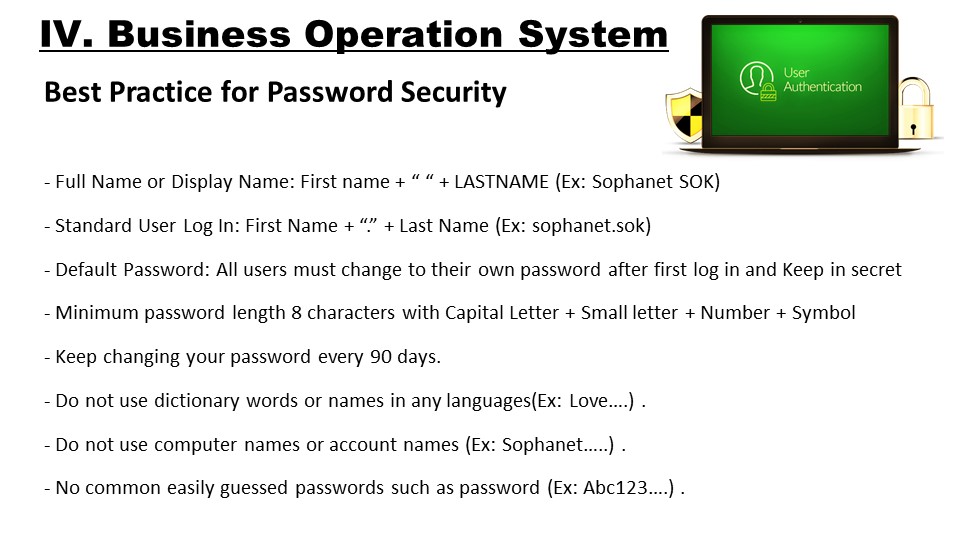 IV. Business Operation System
Best Practice for Password Security
User
Authentication
- Full Name or Display Name: First name + “ “ + LASTNAME (Ex: Sophanet SOK)
- Standard User Log In: First Name + “.” + Last Name (Ex: sophanet.sok)
- Default Password: All users must change to their own password after first log in and Keep in secret
- Minimum password length 8 characters with Capital Letter + Small letter + Number + Symbol
- Keep changing your password every 90 days.
- Do not use dictionary words or names in any languages(Ex: Love….) .
- Do not use computer names or account names (Ex: Sophanet…..) .
- No common easily guessed passwords such as password (Ex: Abc123….) .